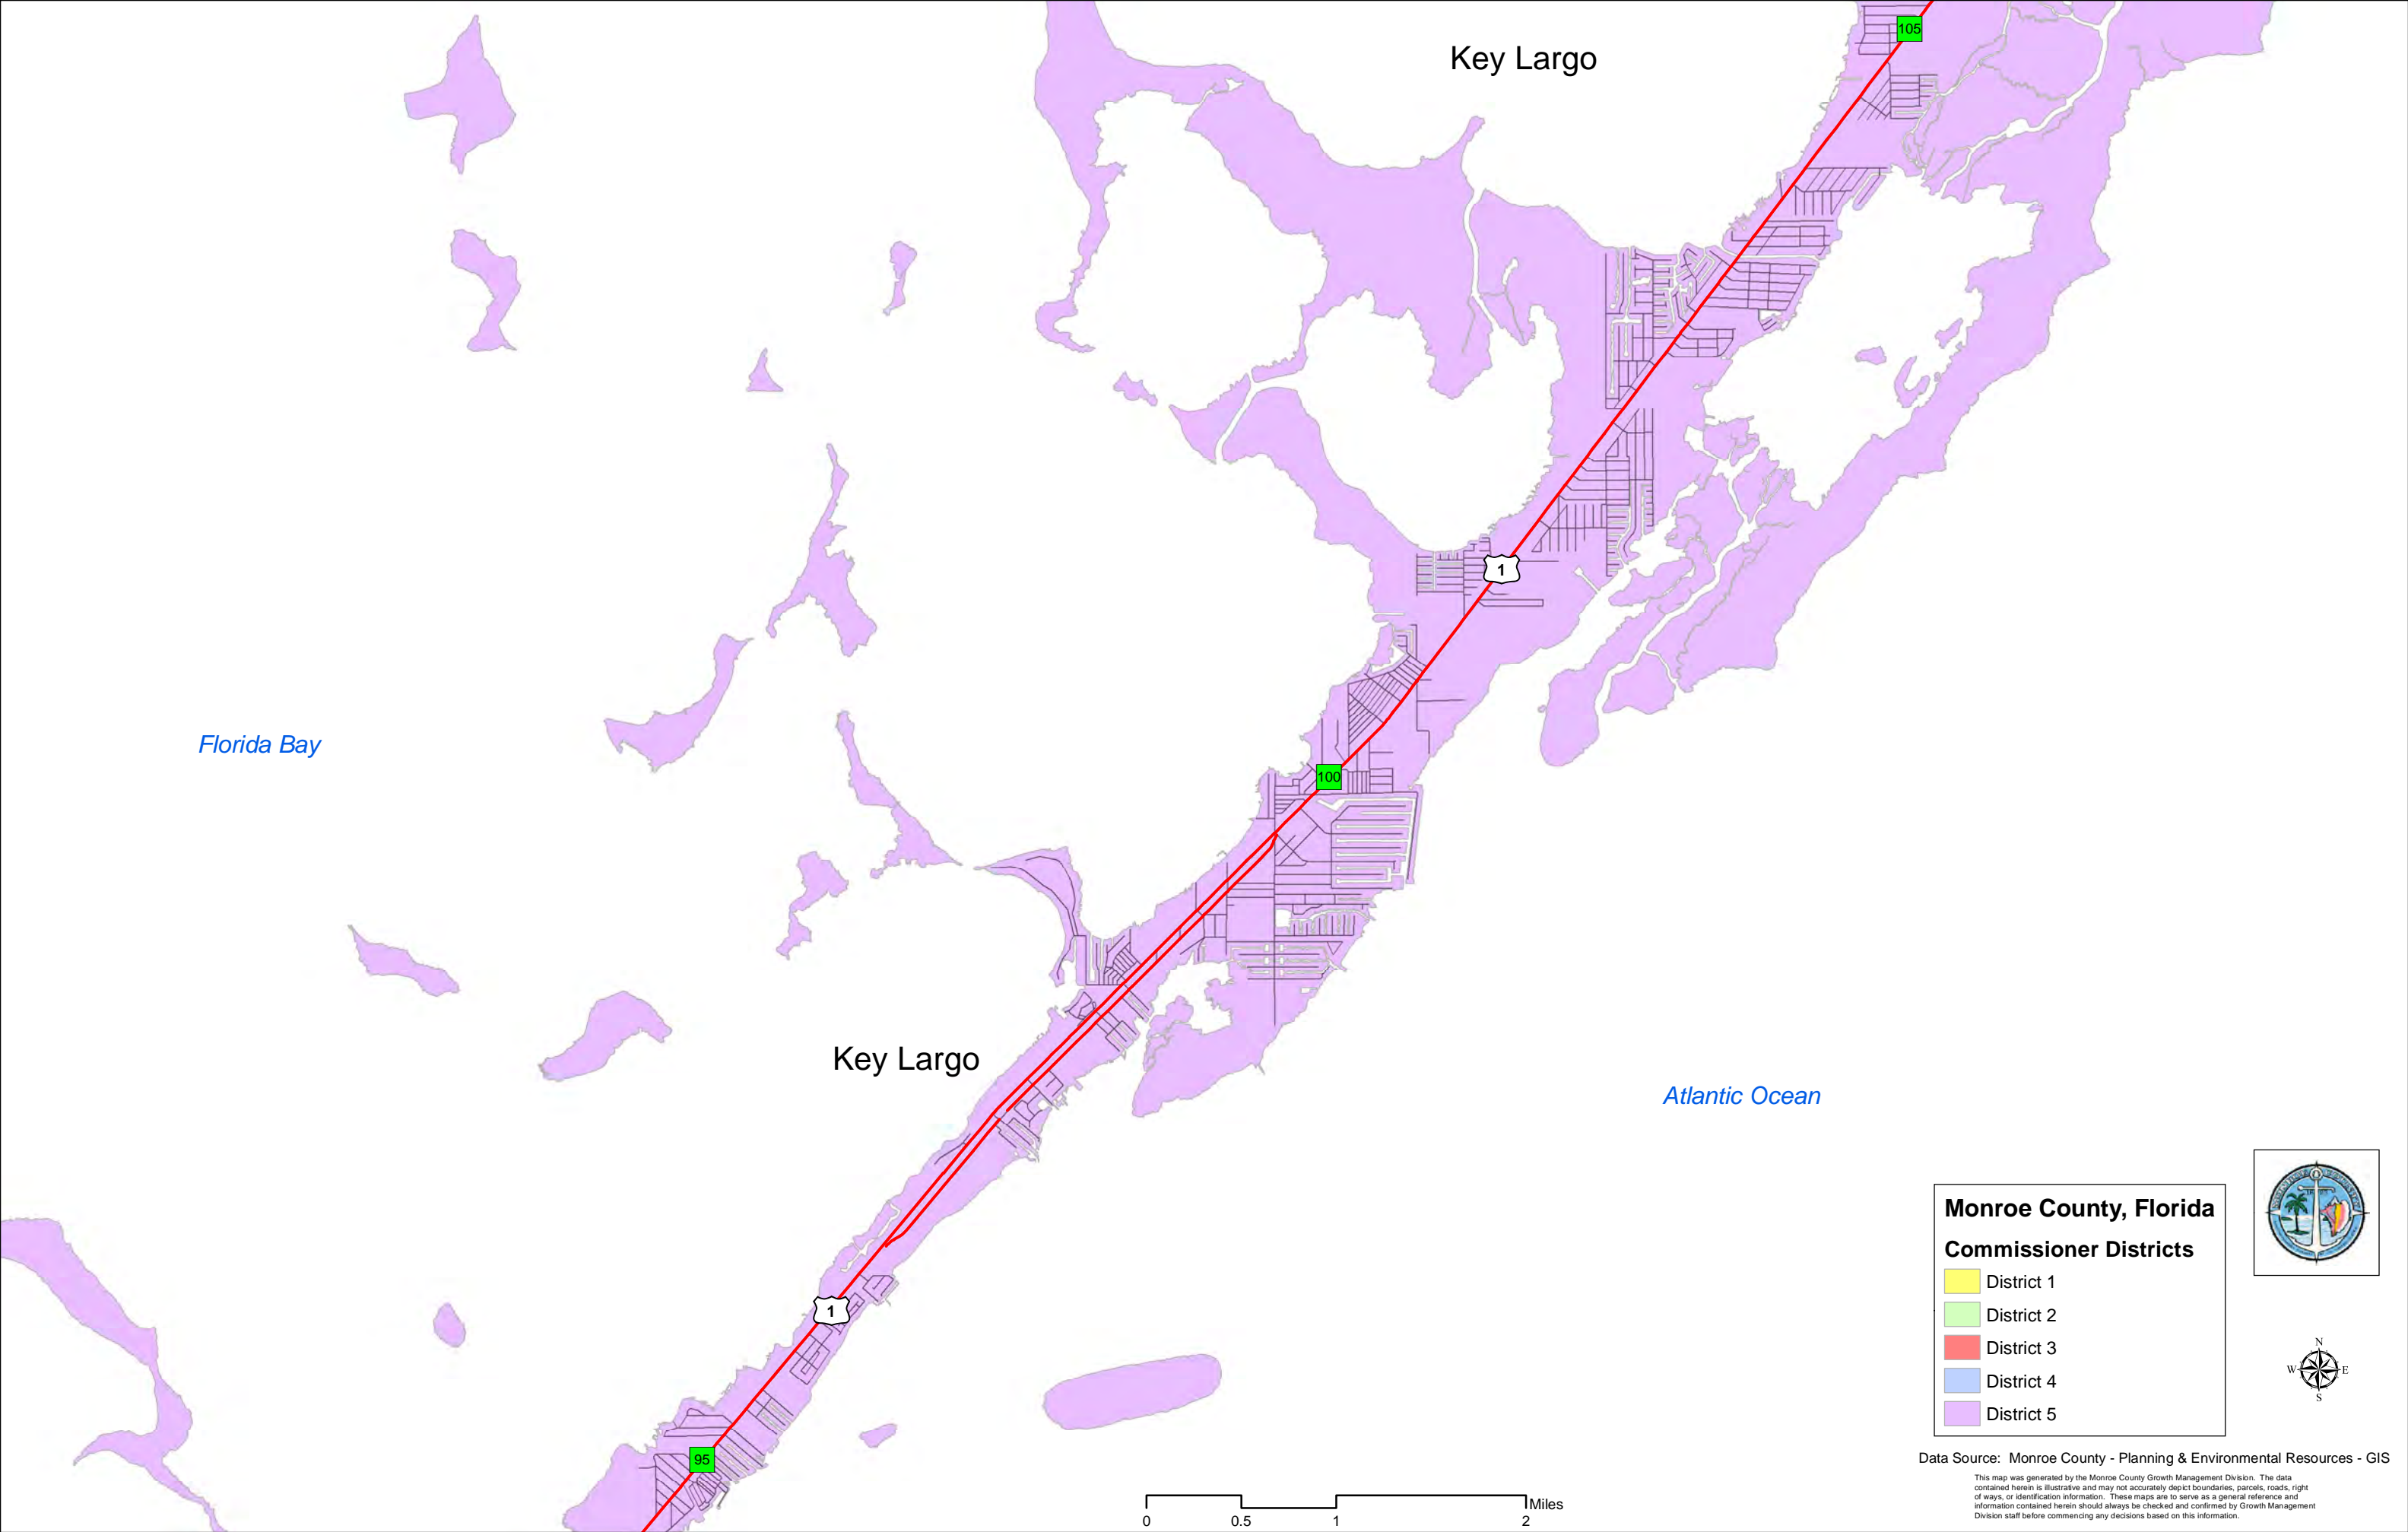 105
Key Largo
1
Florida Bay
100
Key Largo
Atlantic Ocean
Monroe County, Florida
Commissioner Districts
District 1
District 2
District 3
District 4
District 5
1
N
W
E
S
95
Data Source: Monroe County - Planning & Environmental Resources - GIS
This map was generated by the Monroe County Growth Management Division. The data
contained herein is illustrative and may not accurately depict boundaries, parcels, roads, right
of ways, or identification information. These maps are to serve as a general reference and
information contained herein should always be checked and confirmed by Growth Management
Division staff before commencing any decisions based on this information.
Miles
0 0.5 1 2